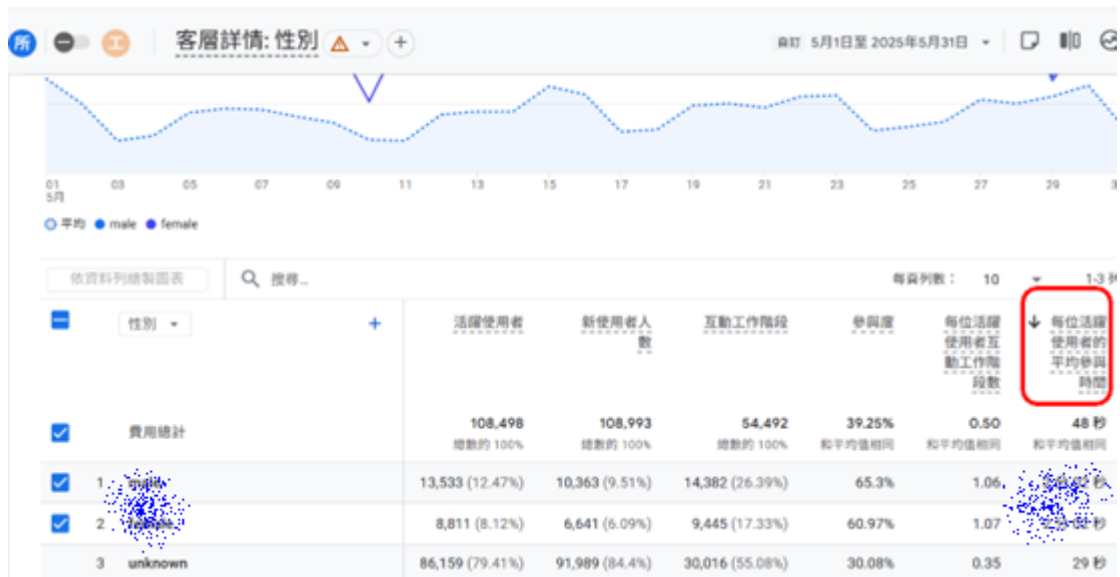 所 工 客層詳情: 性別 自訂 5月1日至 2025年5月31日
01 03 05 07 09 11 13 15 17 19 21 23 25 27 29
5月
平均 male female
依資料列繪製圖表 搜尋... 每頁列數： 10 1-3 列
性別 + 活躍使用者 新使用者人 互動工作階段 參與度 每位活躍 ↓ 每位活躍
數 使用者互 使用者的
動工作階 平均參與
段數 時間
費用總計 108,498 108,993 54,492 39.25% 0.50 48 秒
總數的 100% 總數的 100% 總數的 100% 和平均值相同 和平均值相同 和平均值相同
1 13,533 (12.47%) 10,363 (9.51%) 14,382 (26.39%) 65.3% 1.06 秒
2 8,811 (8.12%) 6,641 (6.09%) 9,445 (17.33%) 60.97% 1.07 秒
3 unknown 86,159 (79.41%) 91,989 (84.4%) 30,016 (55.08%) 30.08% 0.35 29 秒